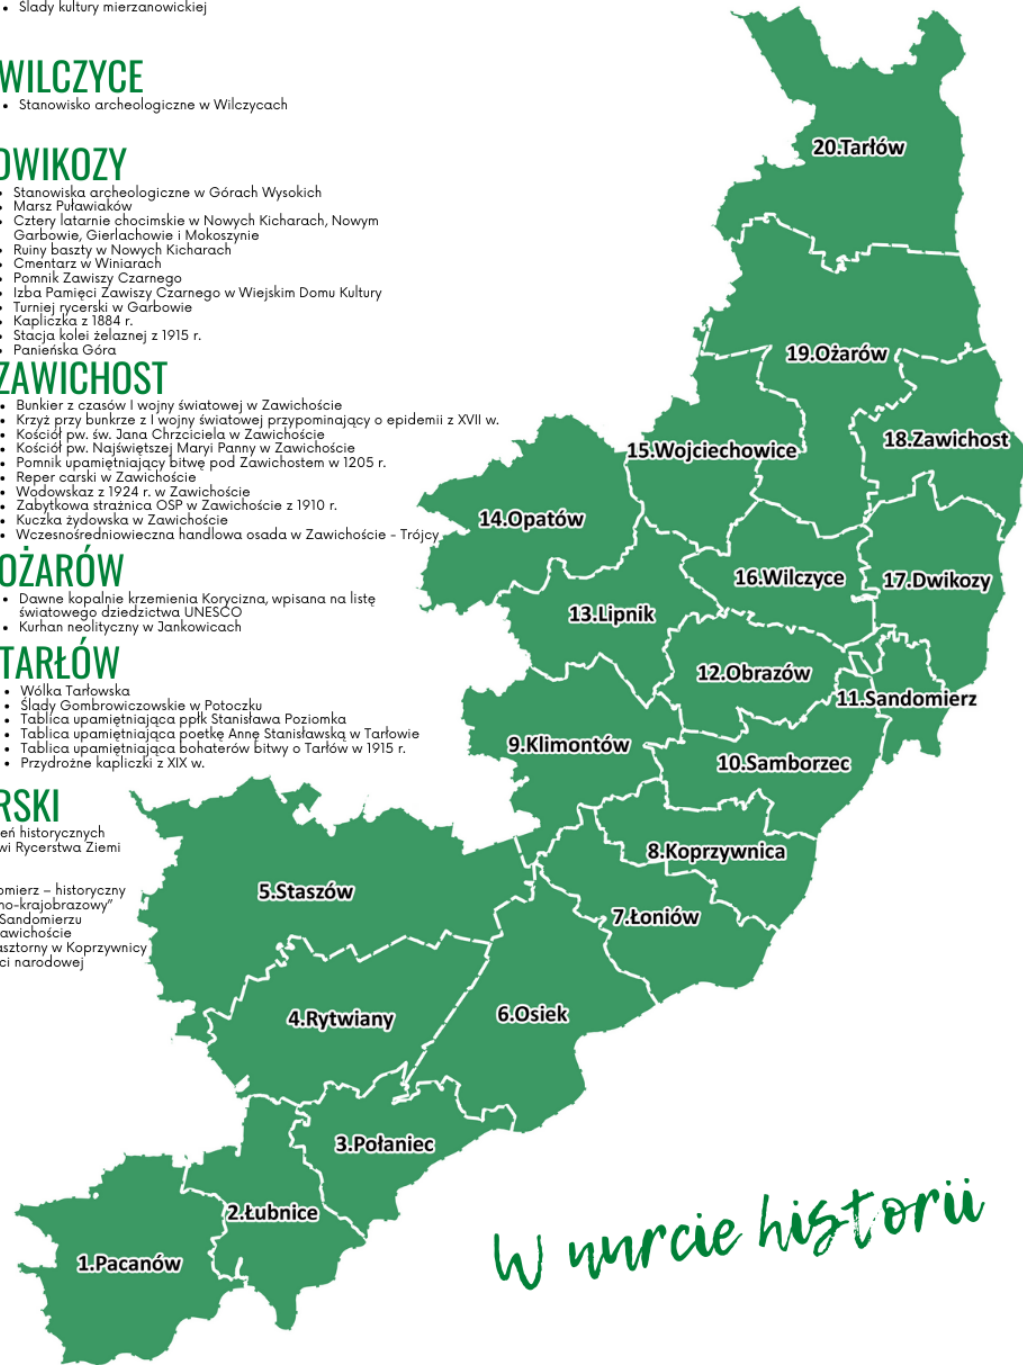 • Ślady kultury mierzanowickiej
WILCZYCE
• Stanowisko archeologiczne w Wilczycach
DWIKOZY
• Stanowiska archeologiczne w Górach Wysokich
• Marsz Puławiaków
• Cztery latarnie chocimskie w Nowych Kicharach, Nowym
Garbowie, Gierlachowie i Mokoszynie
• Ruiny baszty w Nowych Kicharach
• Cmentarz w Winiarach
• Pomnik Zawiszy Czarnego
• Izba Pamięci Zawiszy Czarnego w Wiejskim Domu Kultury
• Turniej rycerski w Garbowie
• Kapliczka z 1884 r.
• Stacja kolei żelaznej z 1915 r.
• Panieńska Góra
ZAWICHOST
• Bunkier z czasów I wojny światowej w Zawichoście
• Krzyż przy bunkrze z I wojny światowej przypominający o epidemii z XVII w.
• Kościół pw. św. Jana Chrzciciela w Zawichoście
• Kościół pw. Najświętszej Maryi Panny w Zawichoście
• Pomnik upamiętniający bitwę pod Zawichostem w 1205 r.
• Reper carski w Zawichoście
• Wodowskaz z 1924 r. w Zawichoście
• Zabytkowa strażnica OSP w Zawichoście z 1910 r.
• Kuczka żydowska w Zawichoście
• Wczesnośredniowieczna handlowa osada w Zawichoście - Trójcy
OŻARÓW
• Dawne kopalnie krzemienia Korycizna, wpisana na listę
światowego dziedzictwa UNESCO
• Kurhan neolityczny w Jankowicach
TARŁÓW
• Wólka Tarłowska
• Ślady Gombrowiczowskie w Potoczku
• Tablica upamiętniająca ppłk Stanisława Poziomka
• Tablica upamiętniająca poetkę Annę Stanisławską w Tarłowie
• Tablica upamiętniająca bohaterów bitwy o Tarłów w 1915 r.
• Przydrożne kapliczki z XIX w.
RSKI
eń historycznych
wi Rycerstwa Ziemi
omierz – historyczny
no-krajobrazowy"
Sandomierzu
awichoście
asztorny w Koprzywnicy
ci narodowej
20.Tarłów
19.Ożarów
18.Zawichost
15.Wojciechowice
14.Opatów
16.Wilczyce
17.Dwikozy
13.Lipnik
12.Obrazów
11.Sandomierz
9.Klimontów
10.Samborzec
8.Koprzywnica
5.Staszów
7.Łoniów
6.Osiek
4.Rytwiany
3.Połaniec
2.Łubnice
1.Pacanów
W nurcie historii